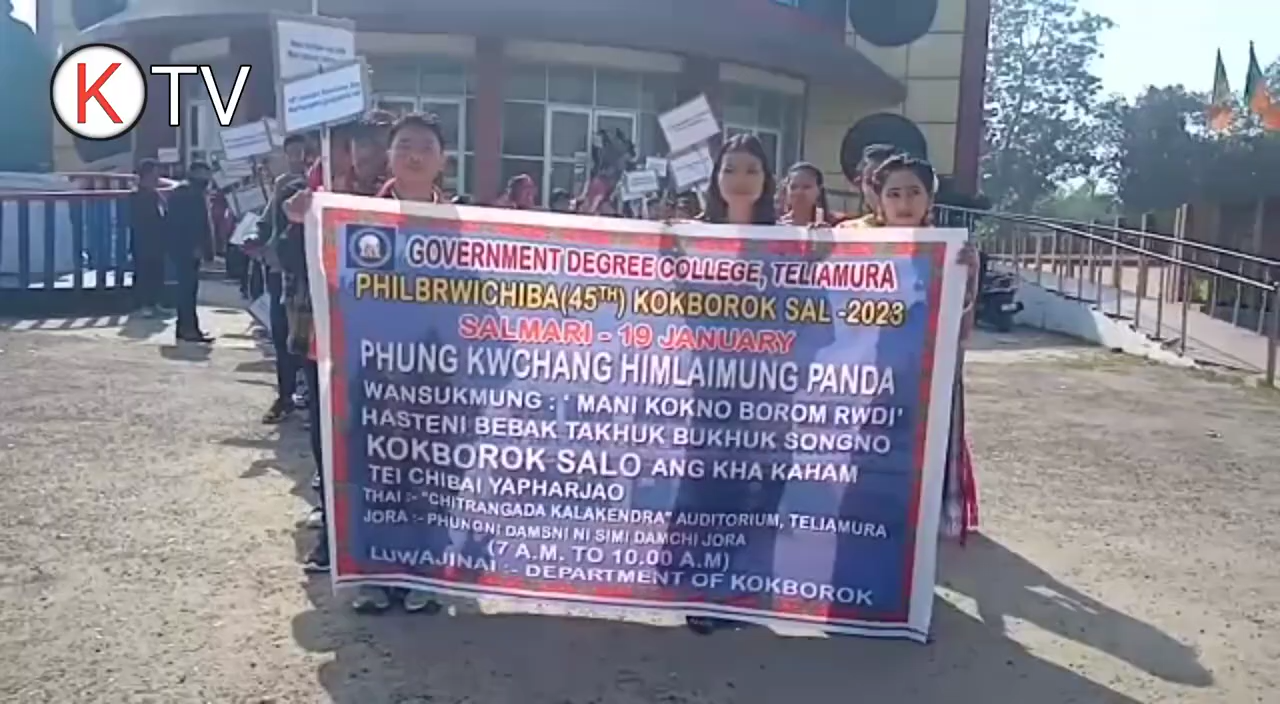 K TV
GOVERNMENT DEGREE COLLEGE, TELIAMURA
PHILBRWICHIBA(45TH) KOKBOROK SAL -2023
SALMARI - 19 JANUARY
PHUNG KWCHANG HIMLAIMUNG PANDA
WANSUKMUNG : ' MANI KOKNO BOROM RWDI'
HASTENI BEBAK TAKHUK BUKHUK SONGNO
KOKBOROK SALO ANG KHA KAHAM
TEI CHIBAI YAPHARJAO
THAI :- "CHITRANGADA KALAKENDRA" AUDITORIUM, TELIAMURA
JORA :- PHUNGNI DAMSNI NI SIMI DAMCHI JORA
(7 A.M. TO 10.00 A.M)
LUWAJINAI :- DEPARTMENT OF KOKBOROK